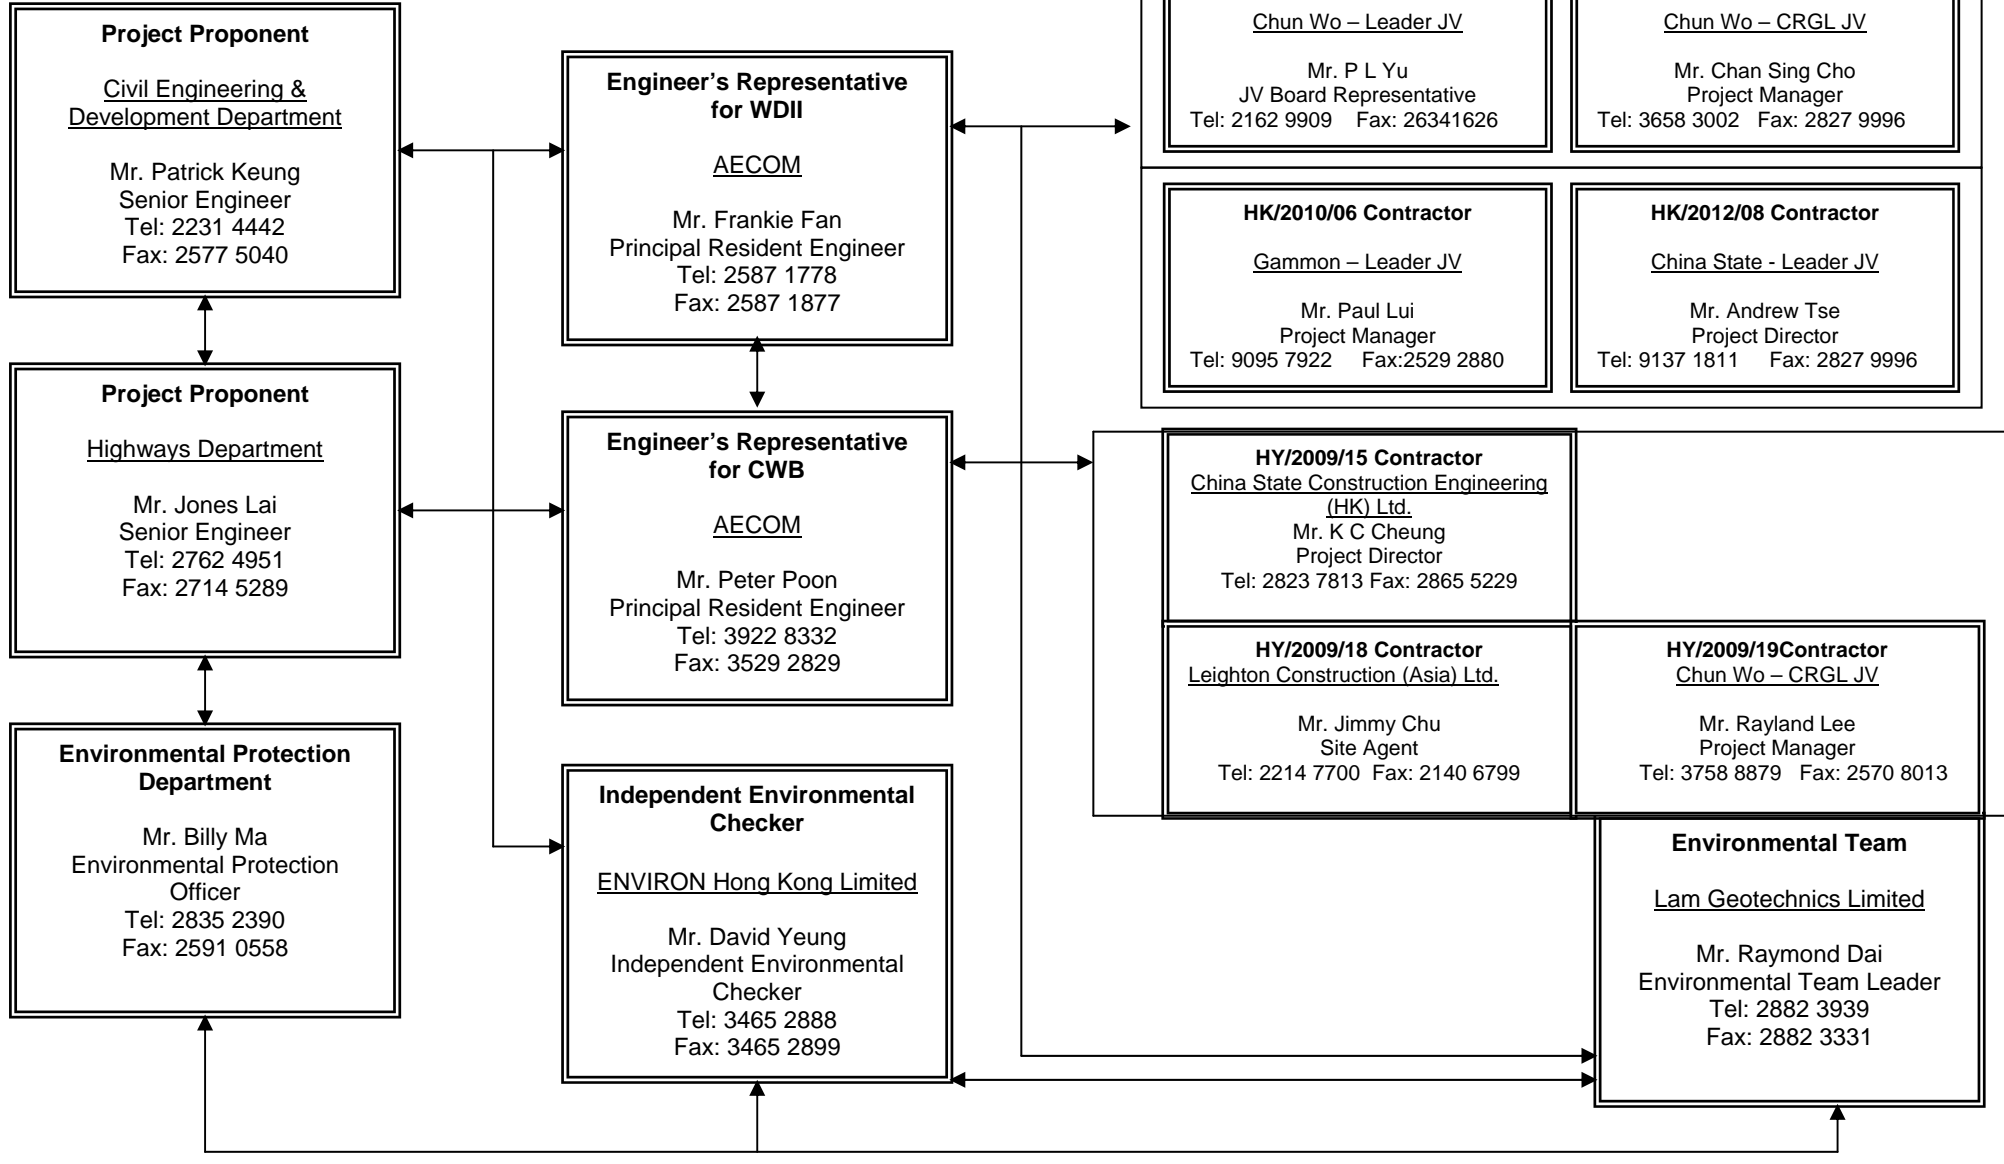 Project Proponent
Civil Engineering &
Development Department
Mr. Patrick Keung
Senior Engineer
Tel: 2231 4442
Fax: 2577 5040
Project Proponent
Highways Department
Mr. Jones Lai
Senior Engineer
Tel: 2762 4951
Fax: 2714 5289
Environmental Protection
Department
Mr. Billy Ma
Environmental Protection
Officer
Tel: 2835 2390
Fax: 2591 0558
Engineer’s Representative
for WDII
AECOM
Mr. Frankie Fan
Principal Resident Engineer
Tel: 2587 1778
Fax: 2587 1877
Engineer’s Representative
for CWB
AECOM
Mr. Peter Poon
Principal Resident Engineer
Tel: 3922 8332
Fax: 3529 2829
Independent Environmental
Checker
ENVIRON Hong Kong Limited
Mr. David Yeung
Independent Environmental
Checker
Tel: 3465 2888
Fax: 3465 2899
Chun Wo – Leader JV
Mr. P L Yu
JV Board Representative
Tel: 2162 9909 Fax: 26341626
Chun Wo – CRGL JV
Mr. Chan Sing Cho
Project Manager
Tel: 3658 3002 Fax: 2827 9996
HK/2010/06 Contractor
Gammon – Leader JV
Mr. Paul Lui
Project Manager
Tel: 9095 7922 Fax:2529 2880
HK/2012/08 Contractor
China State - Leader JV
Mr. Andrew Tse
Project Director
Tel: 9137 1811 Fax: 2827 9996
HY/2009/15 Contractor
China State Construction Engineering
(HK) Ltd.
Mr. K C Cheung
Project Director
Tel: 2823 7813 Fax: 2865 5229
HY/2009/18 Contractor
Leighton Construction (Asia) Ltd.
Mr. Jimmy Chu
Site Agent
Tel: 2214 7700 Fax: 2140 6799
HY/2009/19Contractor
Chun Wo – CRGL JV
Mr. Rayland Lee
Project Manager
Tel: 3758 8879 Fax: 2570 8013
Environmental Team
Lam Geotechnics Limited
Mr. Raymond Dai
Environmental Team Leader
Tel: 2882 3939
Fax: 2882 3331